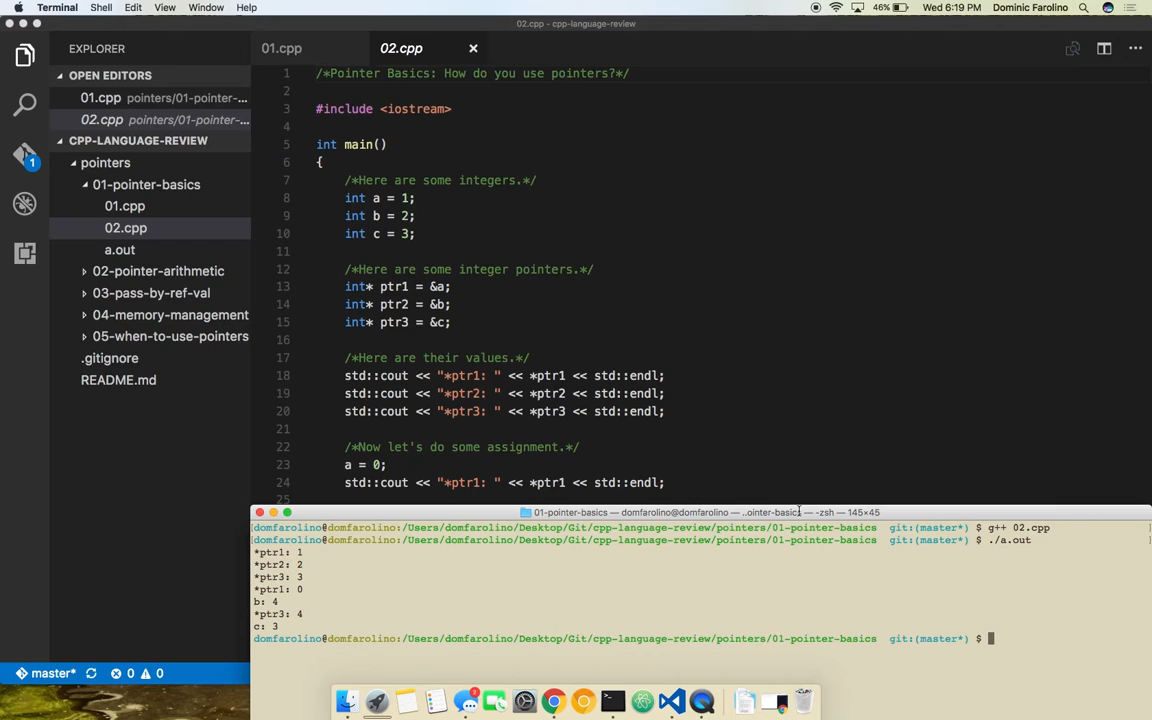 Terminal Shell Edit View Window Help 46% Wed 6:19 PM Dominic Farolino
02.cpp - cpp-language-review
EXPLORER
OPEN EDITORS
01.cpp pointers/01-pointer-...
02.cpp pointers/01-pointer-...
CPP-LANGUAGE-REVIEW
pointers
01-pointer-basics
01.cpp
02.cpp
a.out
02-pointer-arithmetic
03-pass-by-ref-val
04-memory-management
05-when-to-use-pointers
.gitignore
README.md
1
master* 0 0
01.cpp 02.cpp
1 /*Pointer Basics: How do you use pointers?*/
2
3 #include <iostream>
4
5 int main()
6 {
7 /*Here are some integers.*/
8 int a = 1;
9 int b = 2;
10 int c = 3;
11
12 /*Here are some integer pointers.*/
13 int* ptr1 = &a;
14 int* ptr2 = &b;
15 int* ptr3 = &c;
16
17 /*Here are their values.*/
18 std::cout << "*ptr1: " << *ptr1 << std::endl;
19 std::cout << "*ptr2: " << *ptr2 << std::endl;
20 std::cout << "*ptr3: " << *ptr3 << std::endl;
21
22 /*Now let's do some assignment.*/
23 a = 0;
24 std::cout << "*ptr1: " << *ptr1 << std::endl;
25
01-pointer-basics — domfarolino@domfarolino — ..ointer-basics — -zsh — 145×45
[domfarolino@domfarolino:/Users/domfarolino/Desktop/Git/cpp-language-review/pointers/01-pointer-basics git:(master*) $ g++ 02.cpp ]
[domfarolino@domfarolino:/Users/domfarolino/Desktop/Git/cpp-language-review/pointers/01-pointer-basics git:(master*) $ ./a.out ]
*ptr1: 1
*ptr2: 2
*ptr3: 3
*ptr1: 0
b: 4
*ptr3: 4
c: 3
domfarolino@domfarolino:/Users/domfarolino/Desktop/Git/cpp-language-review/pointers/01-pointer-basics git:(master*) $